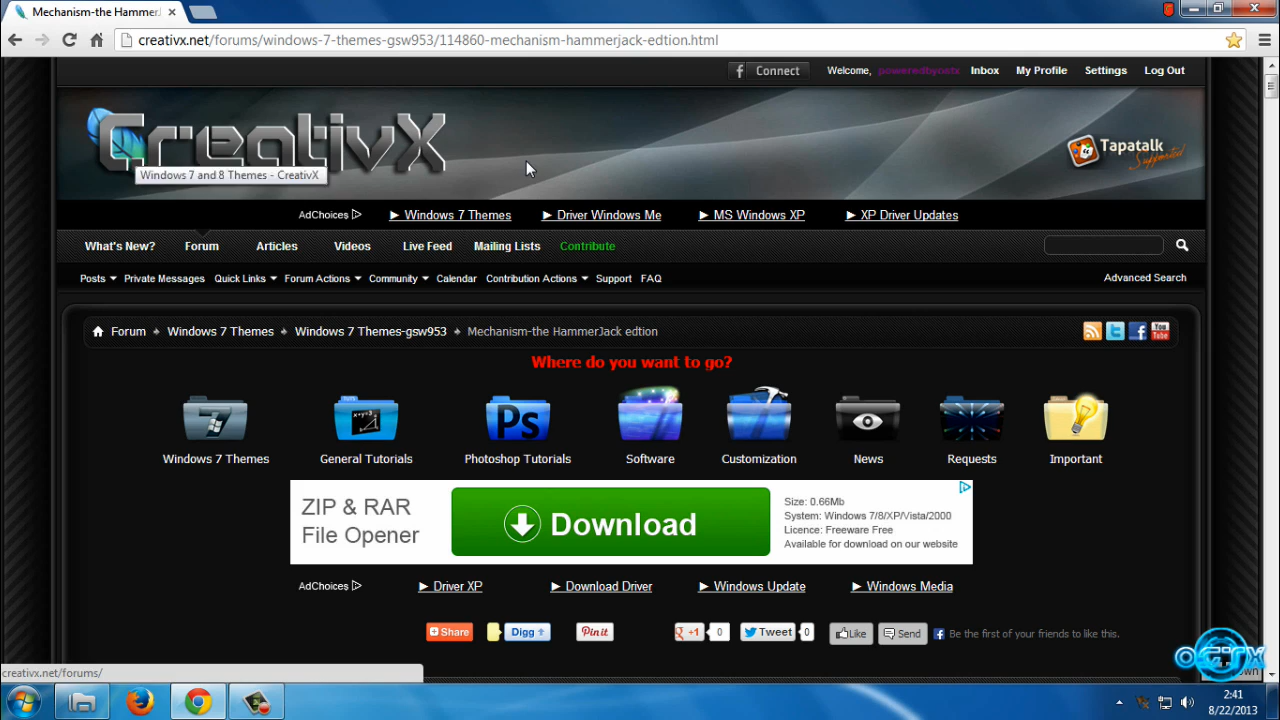 Mechanism-the HammerJ
creativx.net/forums/windows-7-themes-gsw953/114860-mechanism-hammerjack-edtion.html
f Connect Welcome, poweredbyostx Inbox My Profile Settings Log Out
CreativX
Tapatalk
Supported
Windows 7 and 8 Themes - CreativX
AdChoices ► Windows 7 Themes ► Driver Windows Me ► MS Windows XP ► XP Driver Updates
What's New? Forum Articles Videos Live Feed Mailing Lists Contribute
Posts Private Messages Quick Links Forum Actions Community Calendar Contribution Actions Support FAQ Advanced Search
Forum Windows 7 Themes Windows 7 Themes-gsw953 Mechanism-the HammerJack edtion
You Tube
Where do you want to go?
7 x+y=3 Ps
Windows 7 Themes General Tutorials Photoshop Tutorials Software Customization News Requests Important
ZIP & RAR
File Opener
Download
Size: 0.66Mb
System: Windows 7/8/XP/Vista/2000
Licence: Freeware Free
Available for download on our website
AdChoices ► Driver XP ► Download Driver ► Windows Update ► Windows Media
Share Digg Pin it +1 0 Tweet 0 Like Send Be the first of your friends to like this.
creativx.net/forums/
2:41
8/22/2013